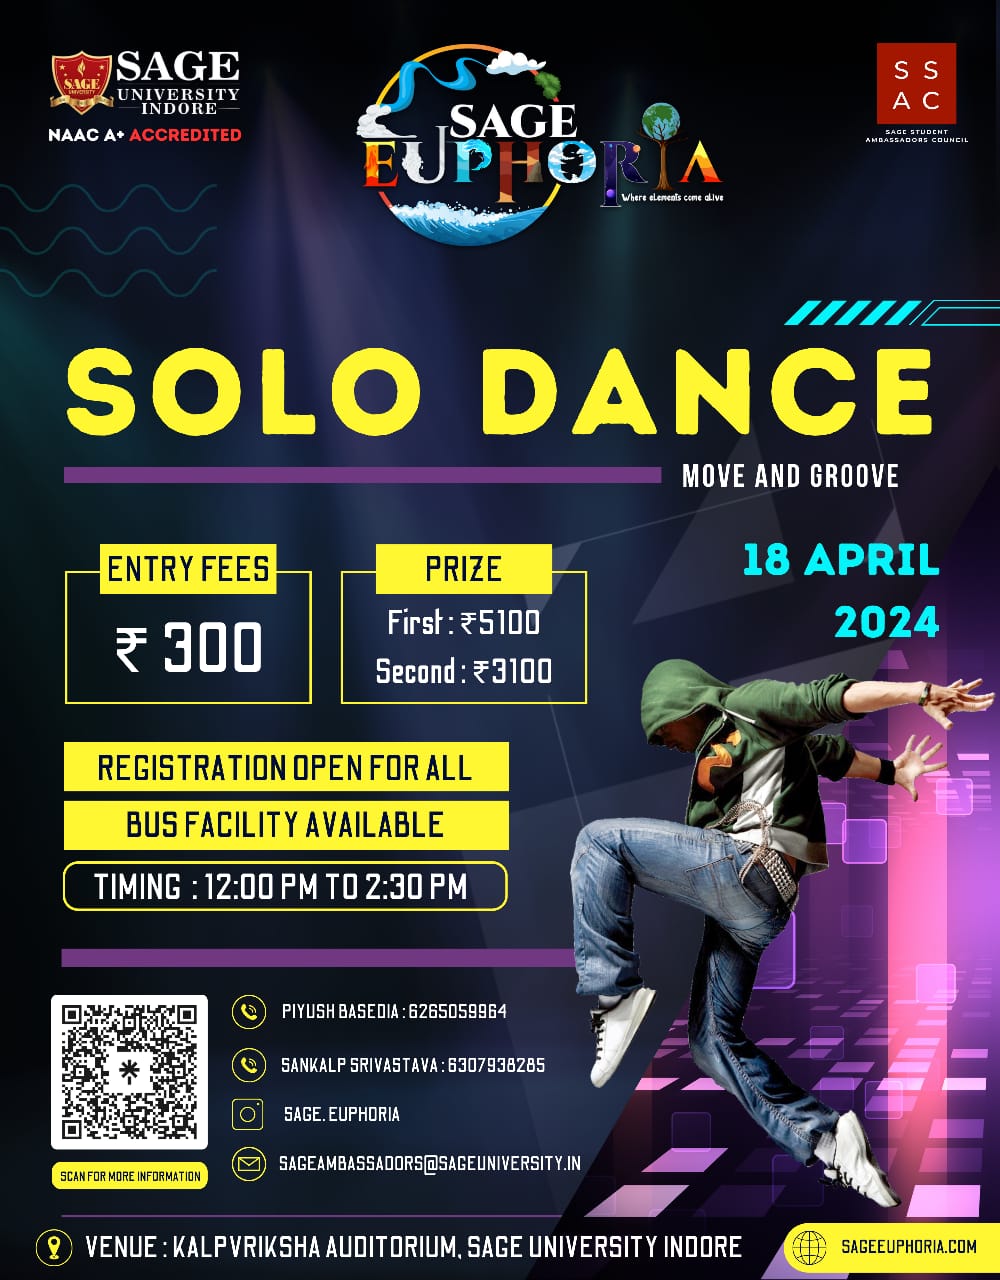 SAGE
UNIVERSITY
INDORE
NAAC A+ ACCREDITED
SAGE
UNIVERSITY
SAGE
EUPHORIA
Where elements come alive
S S
A C
SAGE STUDENT
AMBASSADORS COUNCIL
SOLO DANCE
MOVE AND GROOVE
ENTRY FEES
₹ 300
PRIZE
First : ₹5100
Second : ₹3100
18 APRIL
2024
REGISTRATION OPEN FOR ALL
BUS FACILITY AVAILABLE
TIMING : 12:00 PM TO 2:30 PM
PIYUSH BASEDIA : 6265059964
SANKALP SRIVASTAVA : 6307938285
SAGE. EUPHORIA
SAGEAMBASSADORS@SAGEUNIVERSITY.IN
SCAN FOR MORE INFORMATION
VENUE : KALPVRIKSHA AUDITORIUM, SAGE UNIVERSITY INDORE
SAGEEUPHORIA.COM